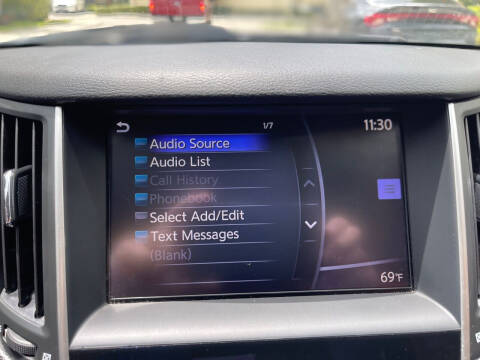 1/7
11:30
Audio Source
Audio List
Call History
Phonebook
Select Add/Edit
Text Messages
(Blank)
69°F